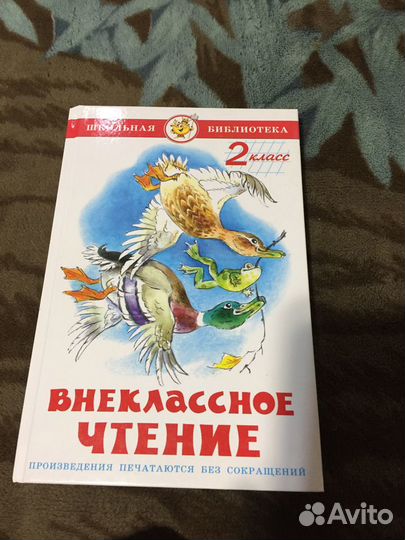 ШКОЛЬНАЯ БИБЛИОТЕКА
2 класс
ВНЕКЛАССНОЕ
ЧТЕНИЕ
ПРОИЗВЕДЕНИЯ ПЕЧАТАЮТСЯ БЕЗ СОКРАЩЕНИЙ
Avito